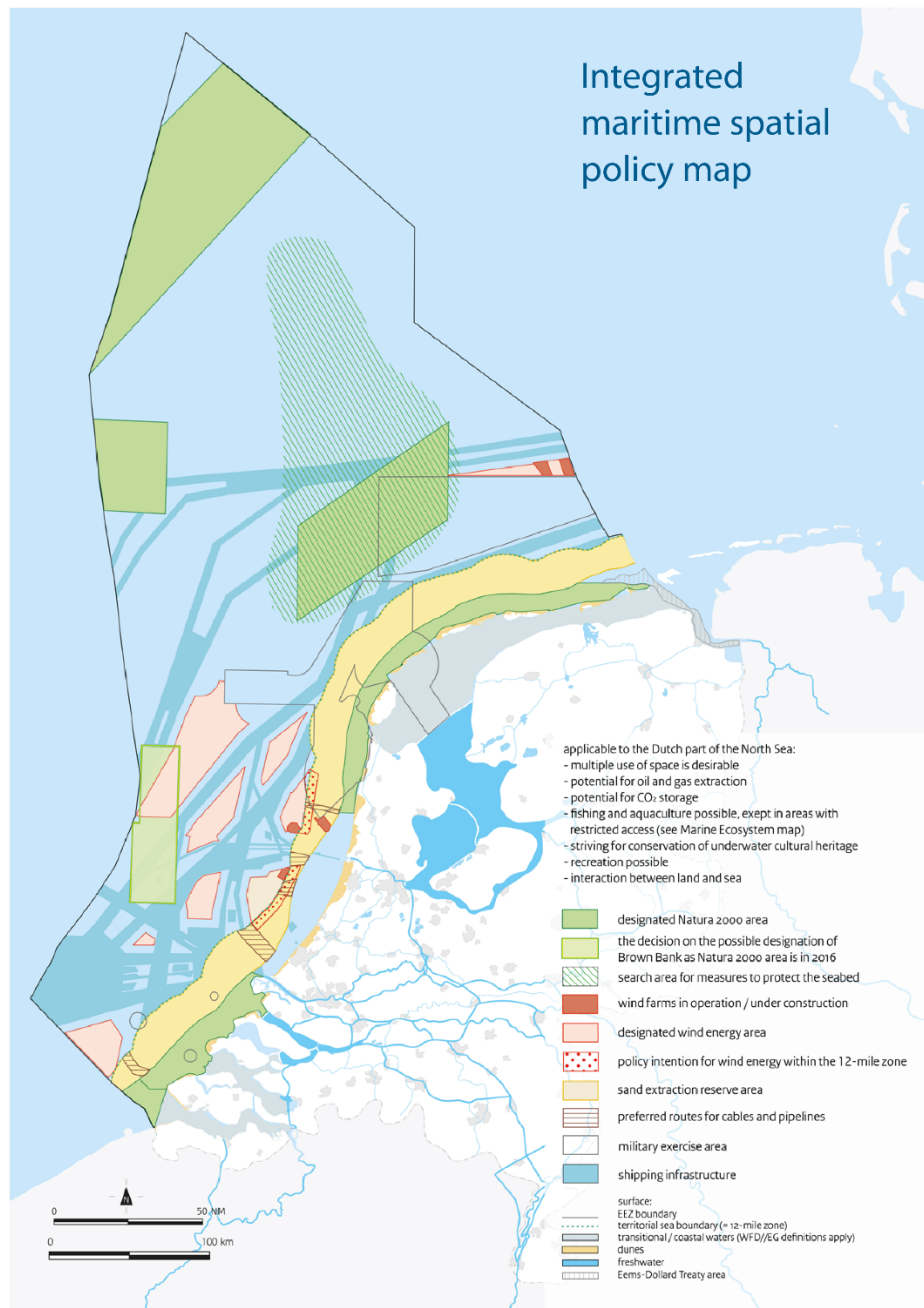 Integrated
maritime spatial
policy map
applicable to the Dutch part of the North Sea:
- multiple use of space is desirable
- potential for oil and gas extraction
- potential for CO₂ storage
- fishing and aquaculture possible, exept in areas with
restricted access (see Marine Ecosystem map)
- striving for conservation of underwater cultural heritage
- recreation possible
- interaction between land and sea
designated Natura 2000 area
the decision on the possible designation of
Brown Bank as Natura 2000 area is in 2016
search area for measures to protect the seabed
wind farms in operation / under construction
designated wind energy area
policy intention for wind energy within the 12-mile zone
sand extraction reserve area
preferred routes for cables and pipelines
military exercise area
shipping infrastructure
surface:
EEZ boundary
territorial sea boundary (= 12-mile zone)
transitional / coastal waters (WFD//EG definitions apply)
dunes
freshwater
Eems-Dollard Treaty area
N
0 50 NM
0 100 km